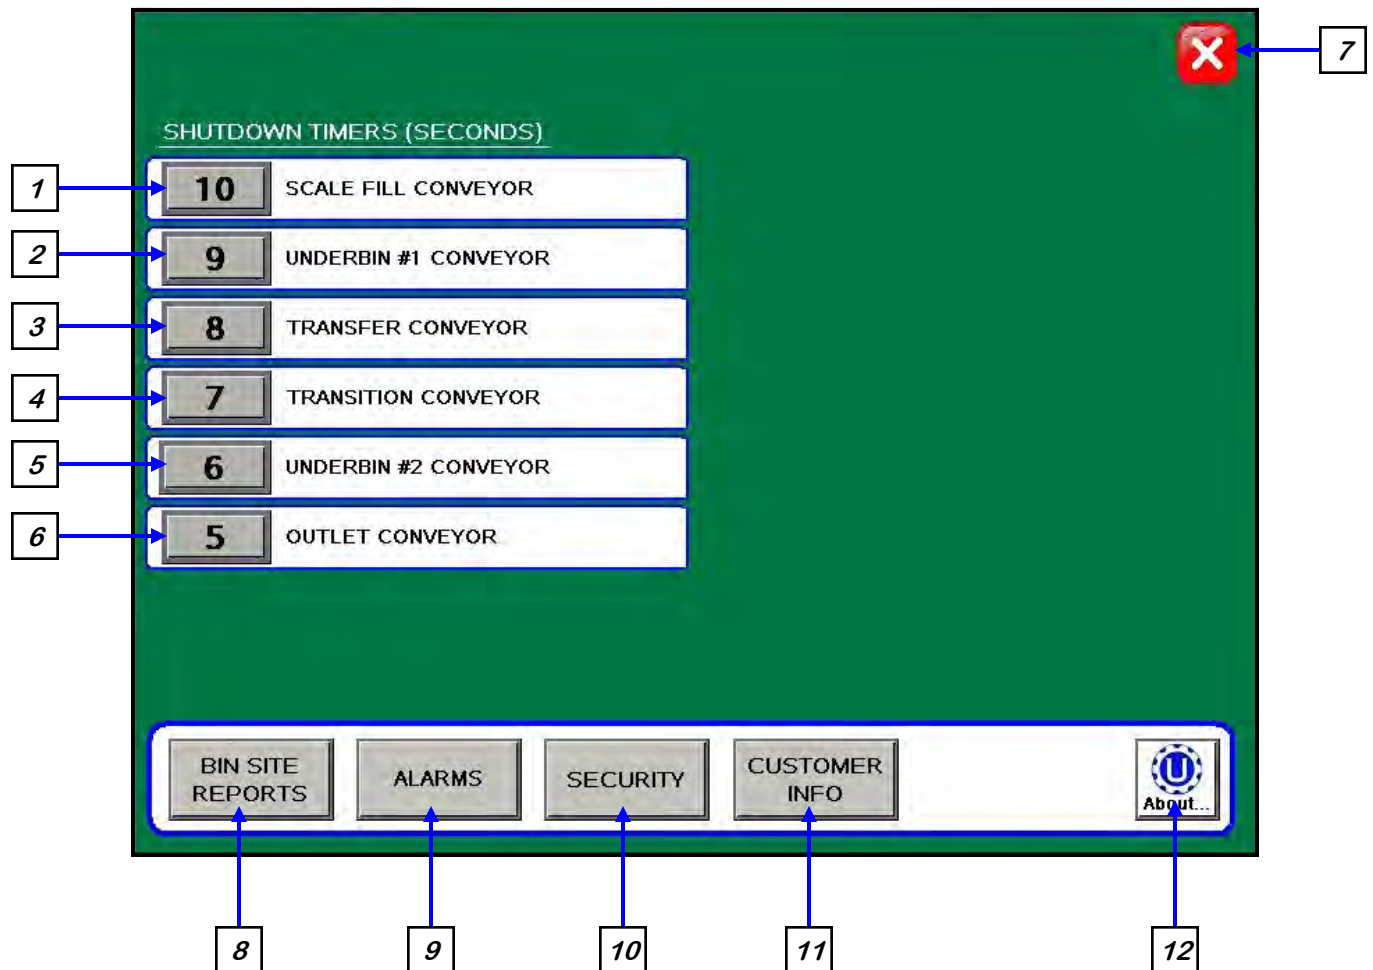 7
SHUTDOWN TIMERS (SECONDS)
1 10 SCALE FILL CONVEYOR
2 9 UNDERBIN #1 CONVEYOR
3 8 TRANSFER CONVEYOR
4 7 TRANSITION CONVEYOR
5 6 UNDERBIN #2 CONVEYOR
6 5 OUTLET CONVEYOR
BIN SITE
REPORTS
ALARMS
SECURITY
CUSTOMER
INFO
U
About...
8 9 10 11 12